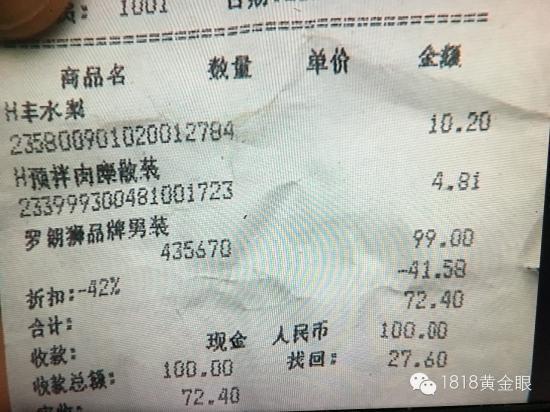 1001
商品名 数量 单价 金额
H丰水梨
235800901020012784 10.20
H预祥肉糜散装
233999300481001723 4.81
罗朗狮品牌男装
435670 99.00
折扣:-42% -41.58
合计: 72.40
收款: 现金 人民币 100.00
收款总额: 100.00 找回: 27.60
72.40
1818黄金眼